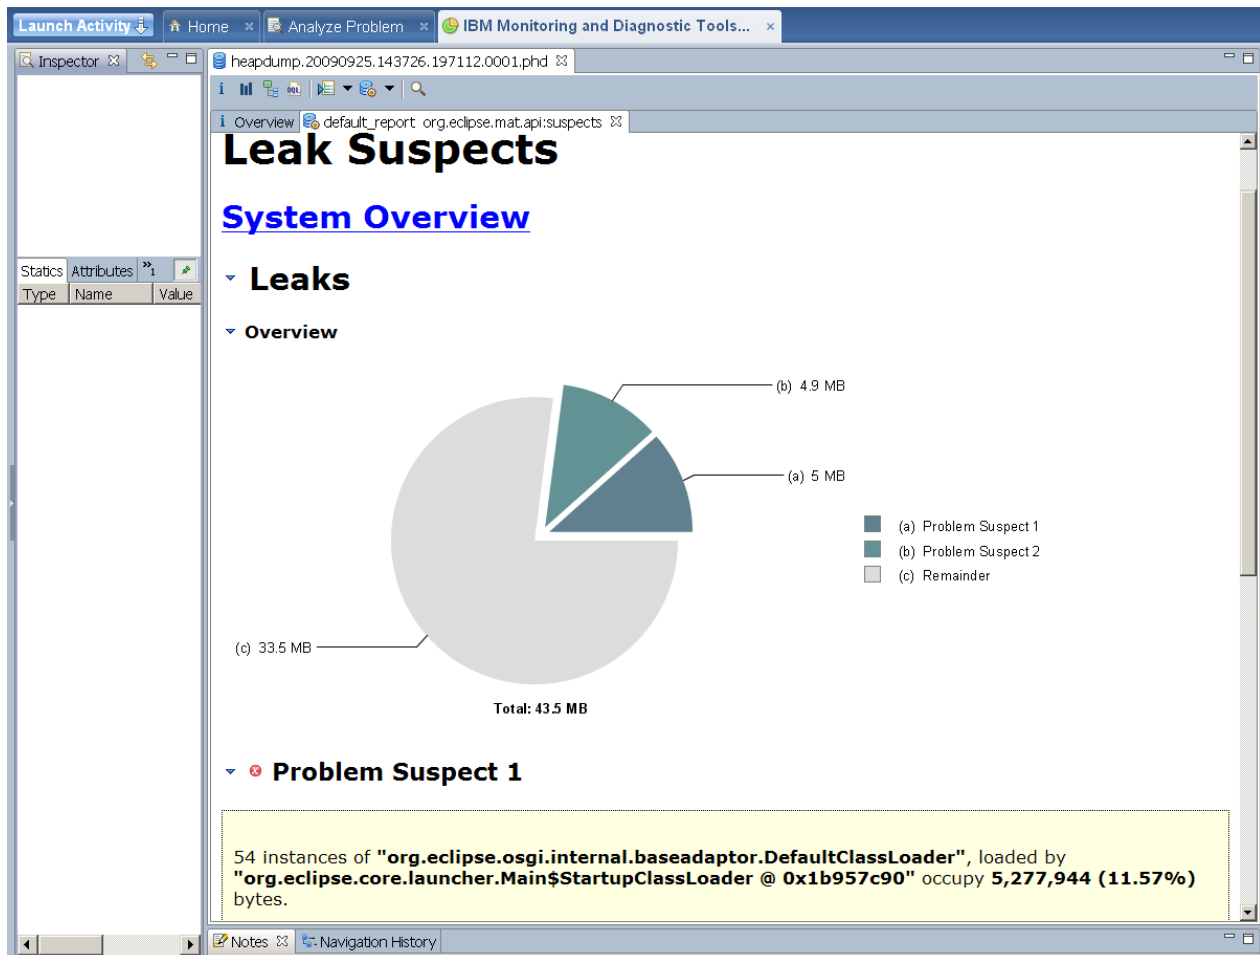 Launch Activity
Home
Analyze Problem
IBM Monitoring and Diagnostic Tools...
Inspector
heapdump.20090925.143726.197112.0001.phd
OQL
Overview
default_report org.eclipse.mat.api:suspects
Leak Suspects
System Overview
Statics
Attributes
»1
Type
Name
Value
Leaks
Overview
(b) 4.9 MB
(a) 5 MB
(a) Problem Suspect 1
(b) Problem Suspect 2
(c) Remainder
(c) 33.5 MB
Total: 43.5 MB
Problem Suspect 1
54 instances of "org.eclipse.osgi.internal.baseadaptor.DefaultClassLoader", loaded by
"org.eclipse.core.launcher.Main$StartupClassLoader @ 0x1b957c90" occupy 5,277,944 (11.57%)
bytes.
Notes
Navigation History